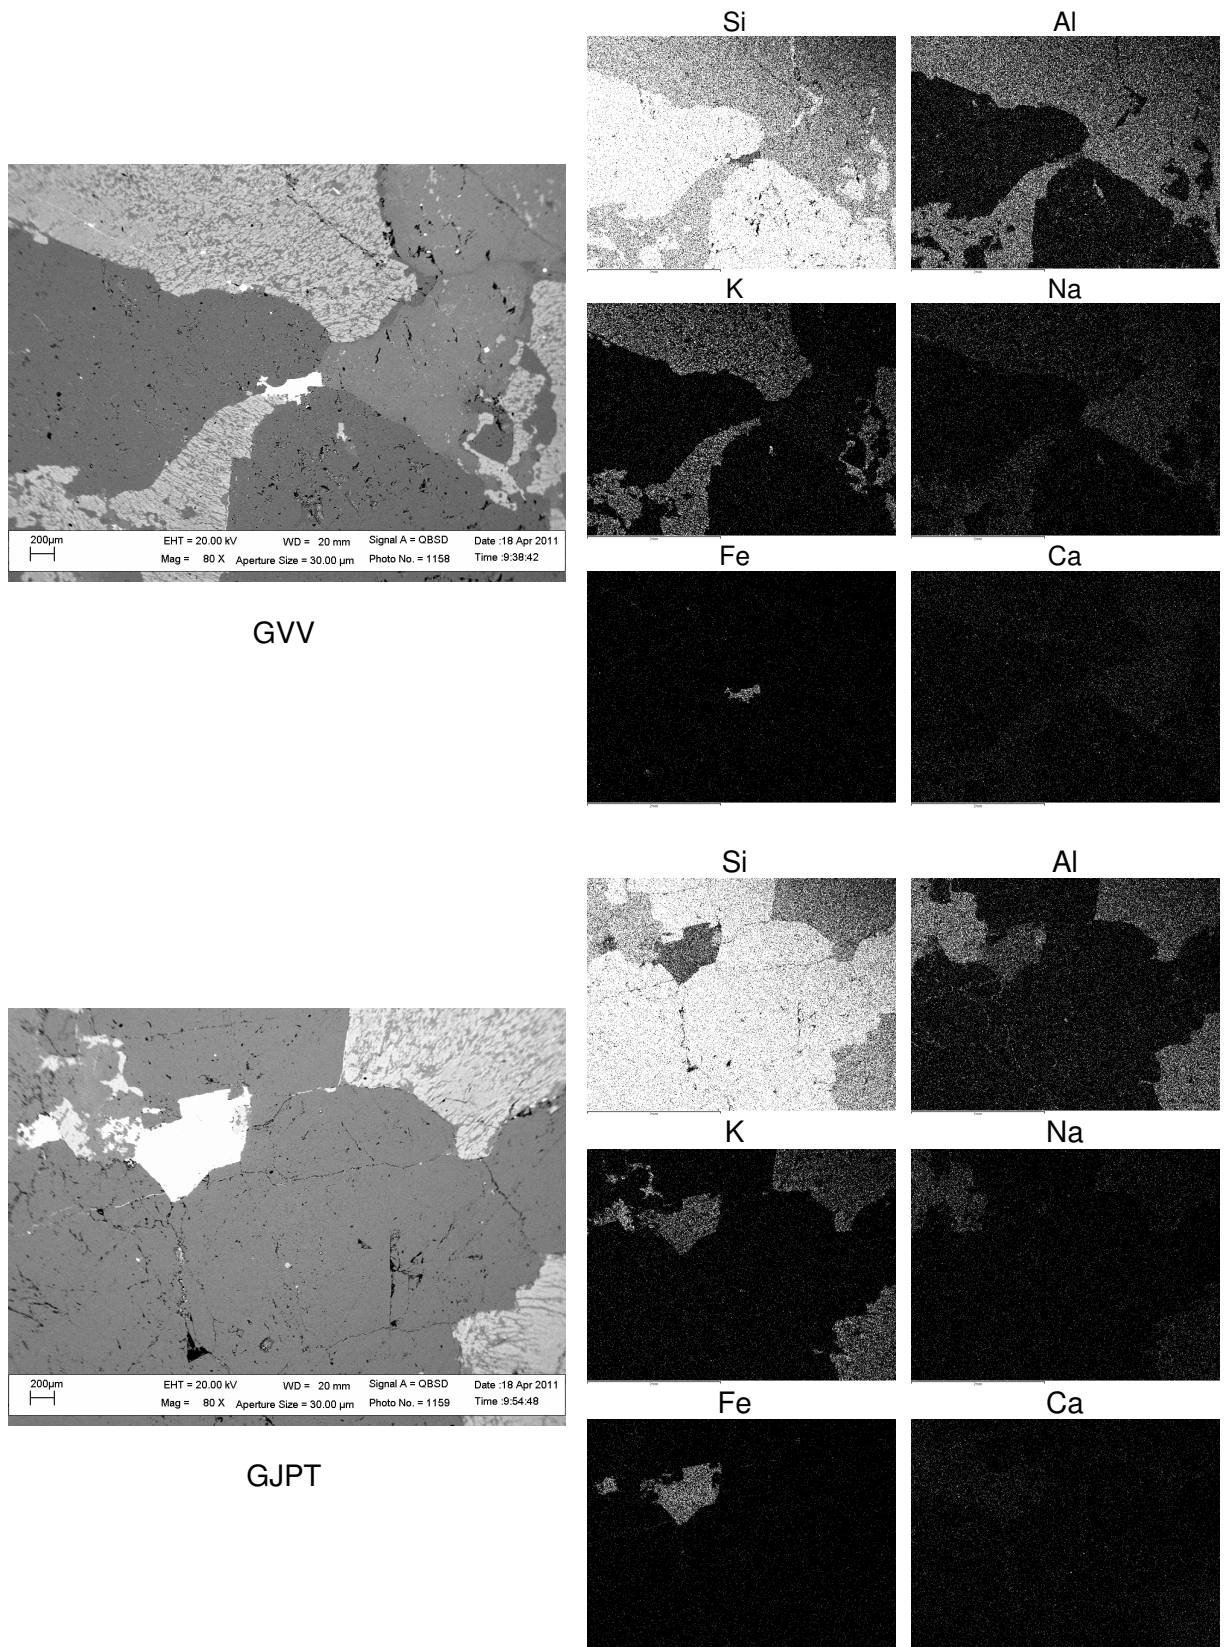 Si Al
K Na
Fe Ca
200µm EHT = 20.00 kV WD = 20 mm Signal A = QBSD Date :18 Apr 2011
Mag = 80 X Aperture Size = 30.00 µm Photo No. = 1158 Time :9:38:42
GVV
Si Al
K Na
Fe Ca
200µm EHT = 20.00 kV WD = 20 mm Signal A = QBSD Date :18 Apr 2011
Mag = 80 X Aperture Size = 30.00 µm Photo No. = 1159 Time :9:54:48
GJPT